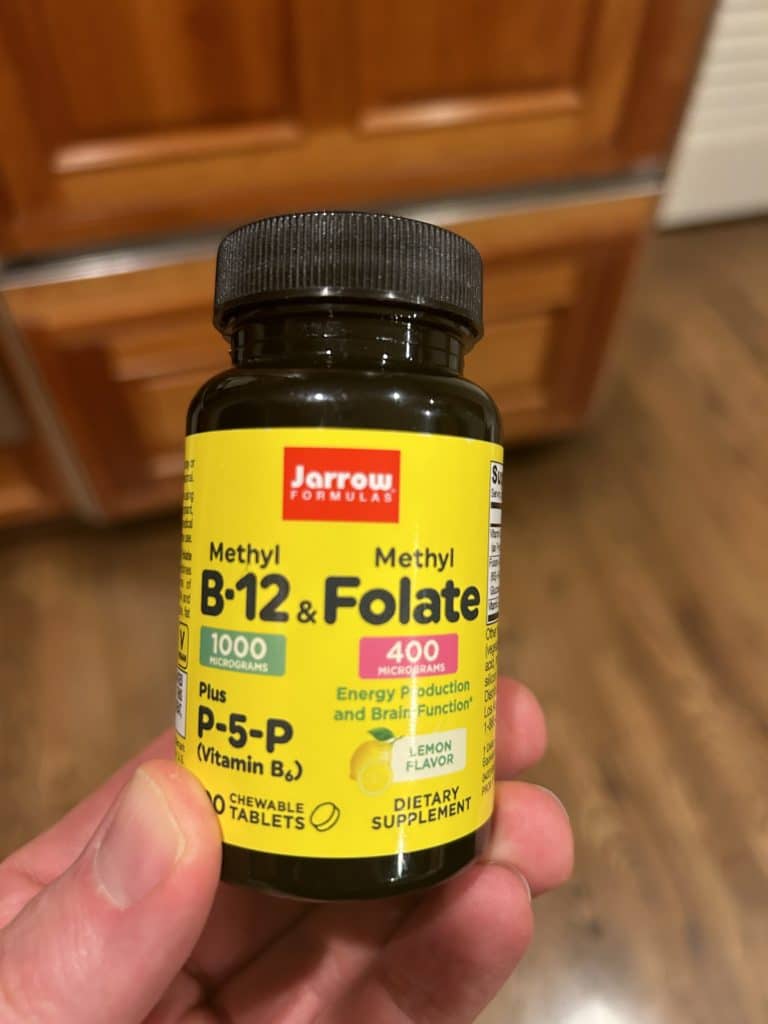 Jarrow
FORMULAS
Methyl Methyl
B•12 & Folate
1000 400
MICROGRAMS MICROGRAMS
Plus
P-5-P
(Vitamin B6)
Energy Production
and Brain Function*
LEMON
FLAVOR
CHEWABLE
TABLETS
DIETARY
SUPPLEMENT